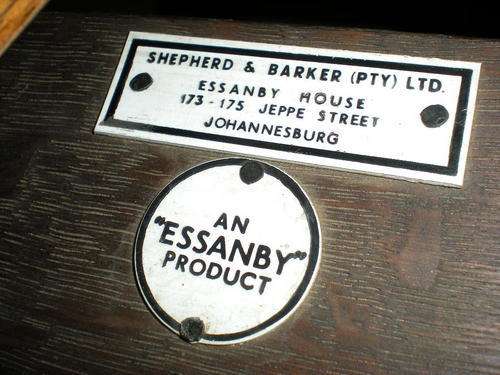 SHEPHERD & BARKER (PTY) LTD.
ESSANBY HOUSE
173-175 JEPPE STREET
JOHANNESBURG
AN
"ESSANBY"
PRODUCT